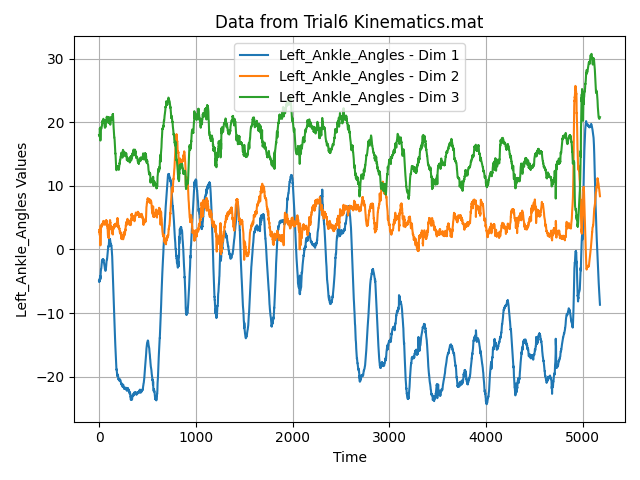 Data from Trial6 Kinematics.mat
Left_Ankle_Angles - Dim 1
Left_Ankle_Angles - Dim 2
Left_Ankle_Angles - Dim 3
Left_Ankle_Angles Values
30
20
10
0
−10
−20
0 1000 2000 3000 4000 5000
Time